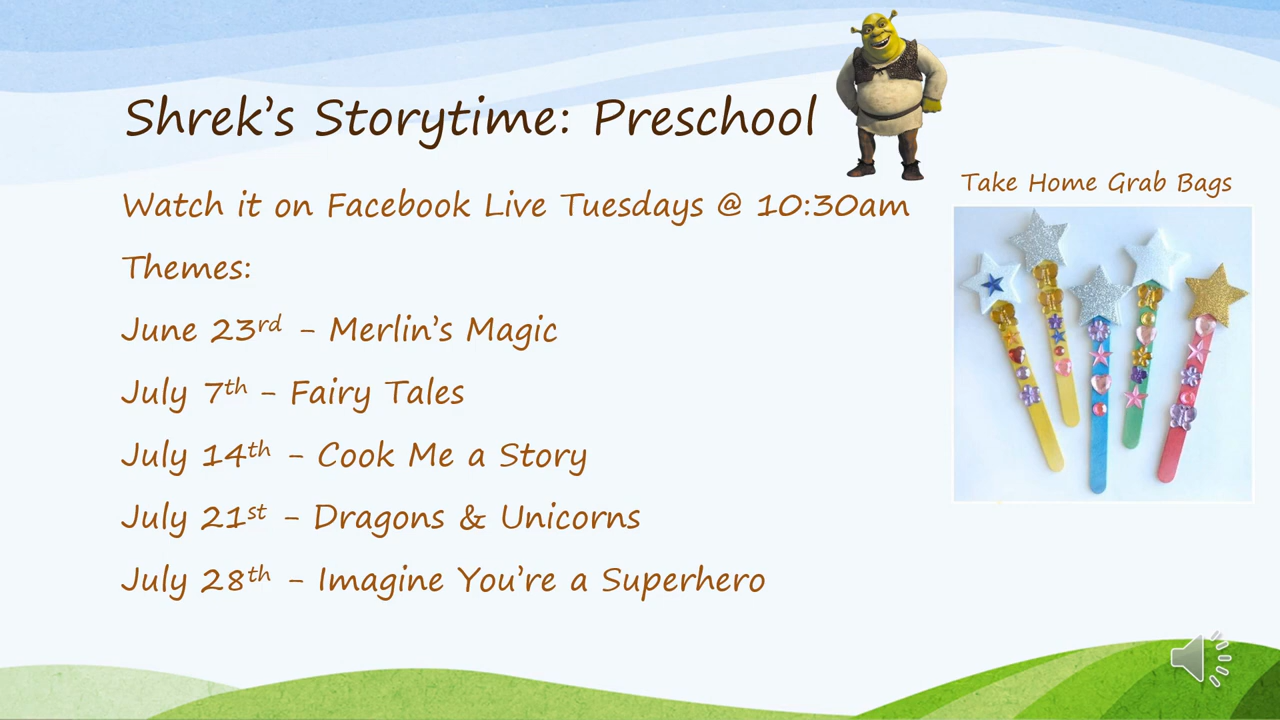 Shrek's Storytime: Preschool
Watch it on Facebook Live Tuesdays @ 10:30am
Themes:
June 23rd - Merlin's Magic
July 7th - Fairy Tales
July 14th - Cook Me a Story
July 21st - Dragons & Unicorns
July 28th - Imagine You're a Superhero
Take Home Grab Bags